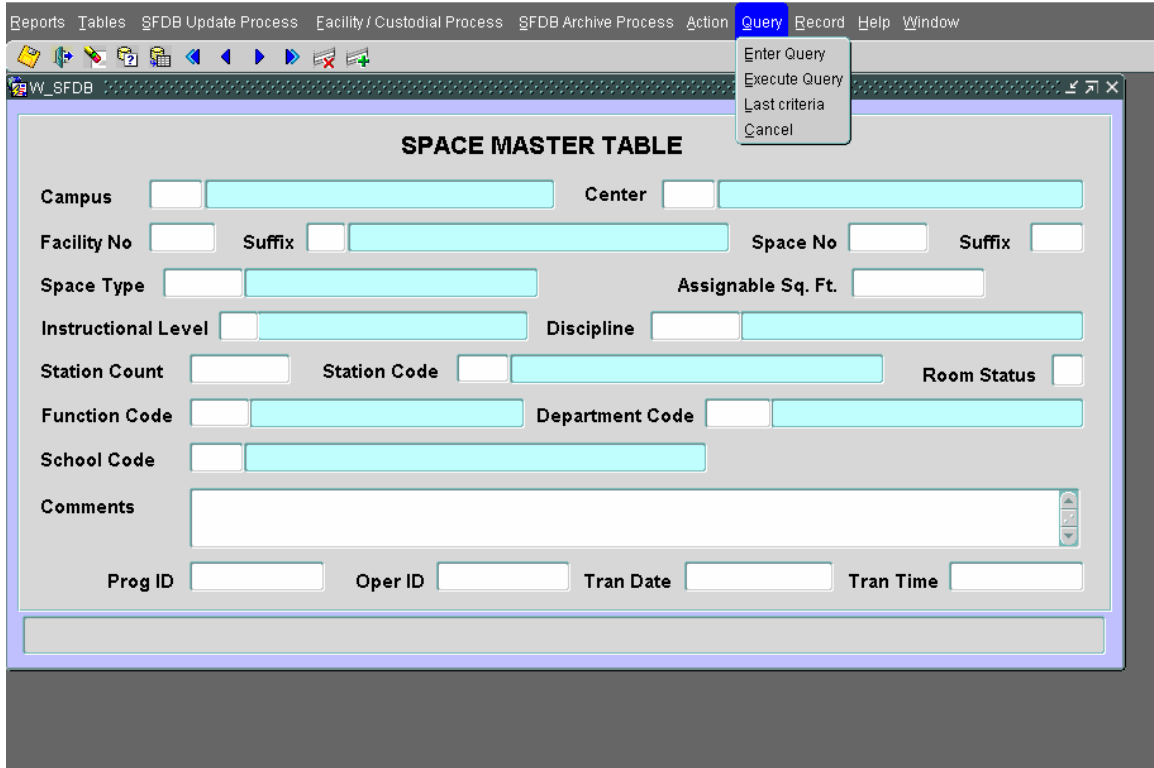 Reports Tables SFDB Update Process Facility / Custodial Process SFDB Archive Process Action Query Record Help Window
Enter Query
Execute Query
Last criteria
Cancel
W_SFDB
SPACE MASTER TABLE
Campus Center
Facility No Suffix Space No Suffix
Space Type Assignable Sq. Ft.
Instructional Level Discipline
Station Count Station Code Room Status
Function Code Department Code
School Code
Comments
Prog ID Oper ID Tran Date Tran Time